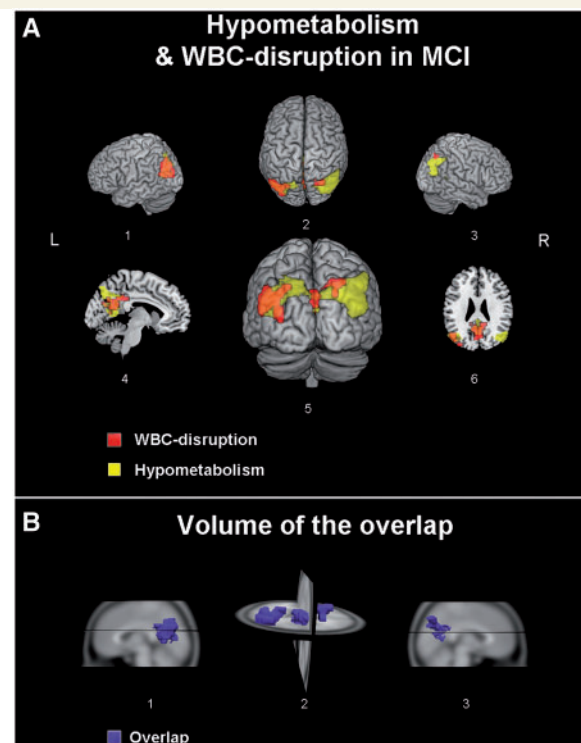 A
Hypometabolism
& WBC-disruption in MCI
1
2
3
L
R
4
5
6
WBC-disruption
Hypometabolism
B
Volume of the overlap
1
2
3
Overlap